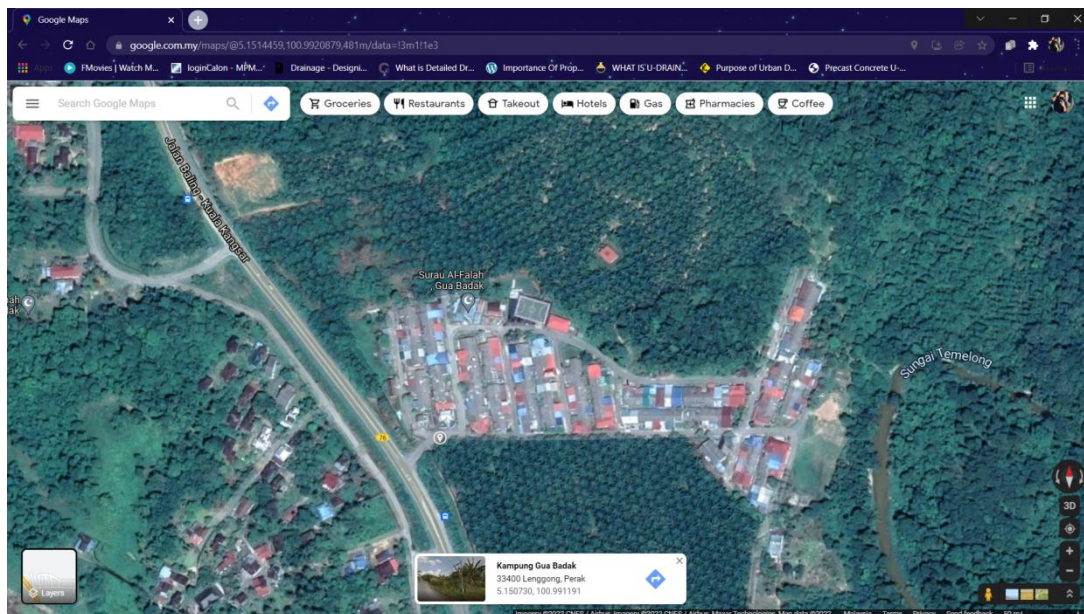 Google Maps
google.com.my/maps/@5.1514459,100.9920879,481m/data=!3m1!1e3
Apps
FMovies | Watch M...
loginCalon - MPM...
Drainage - Designi...
What is Detailed Dr...
Importance Of Prop...
WHAT IS U-DRAIN...
Purpose of Urban D...
Precast Concrete U-...
Search Google Maps
Groceries
Restaurants
Takeout
Hotels
Gas
Pharmacies
Coffee
Jalan Baling - Kuala Kangsar
Surau Al-Falah
Gua Badak
Sungai Temelong
76
3D
Layers
Kampung Gua Badak
33400 Lenggong, Perak
5.150730, 100.991191